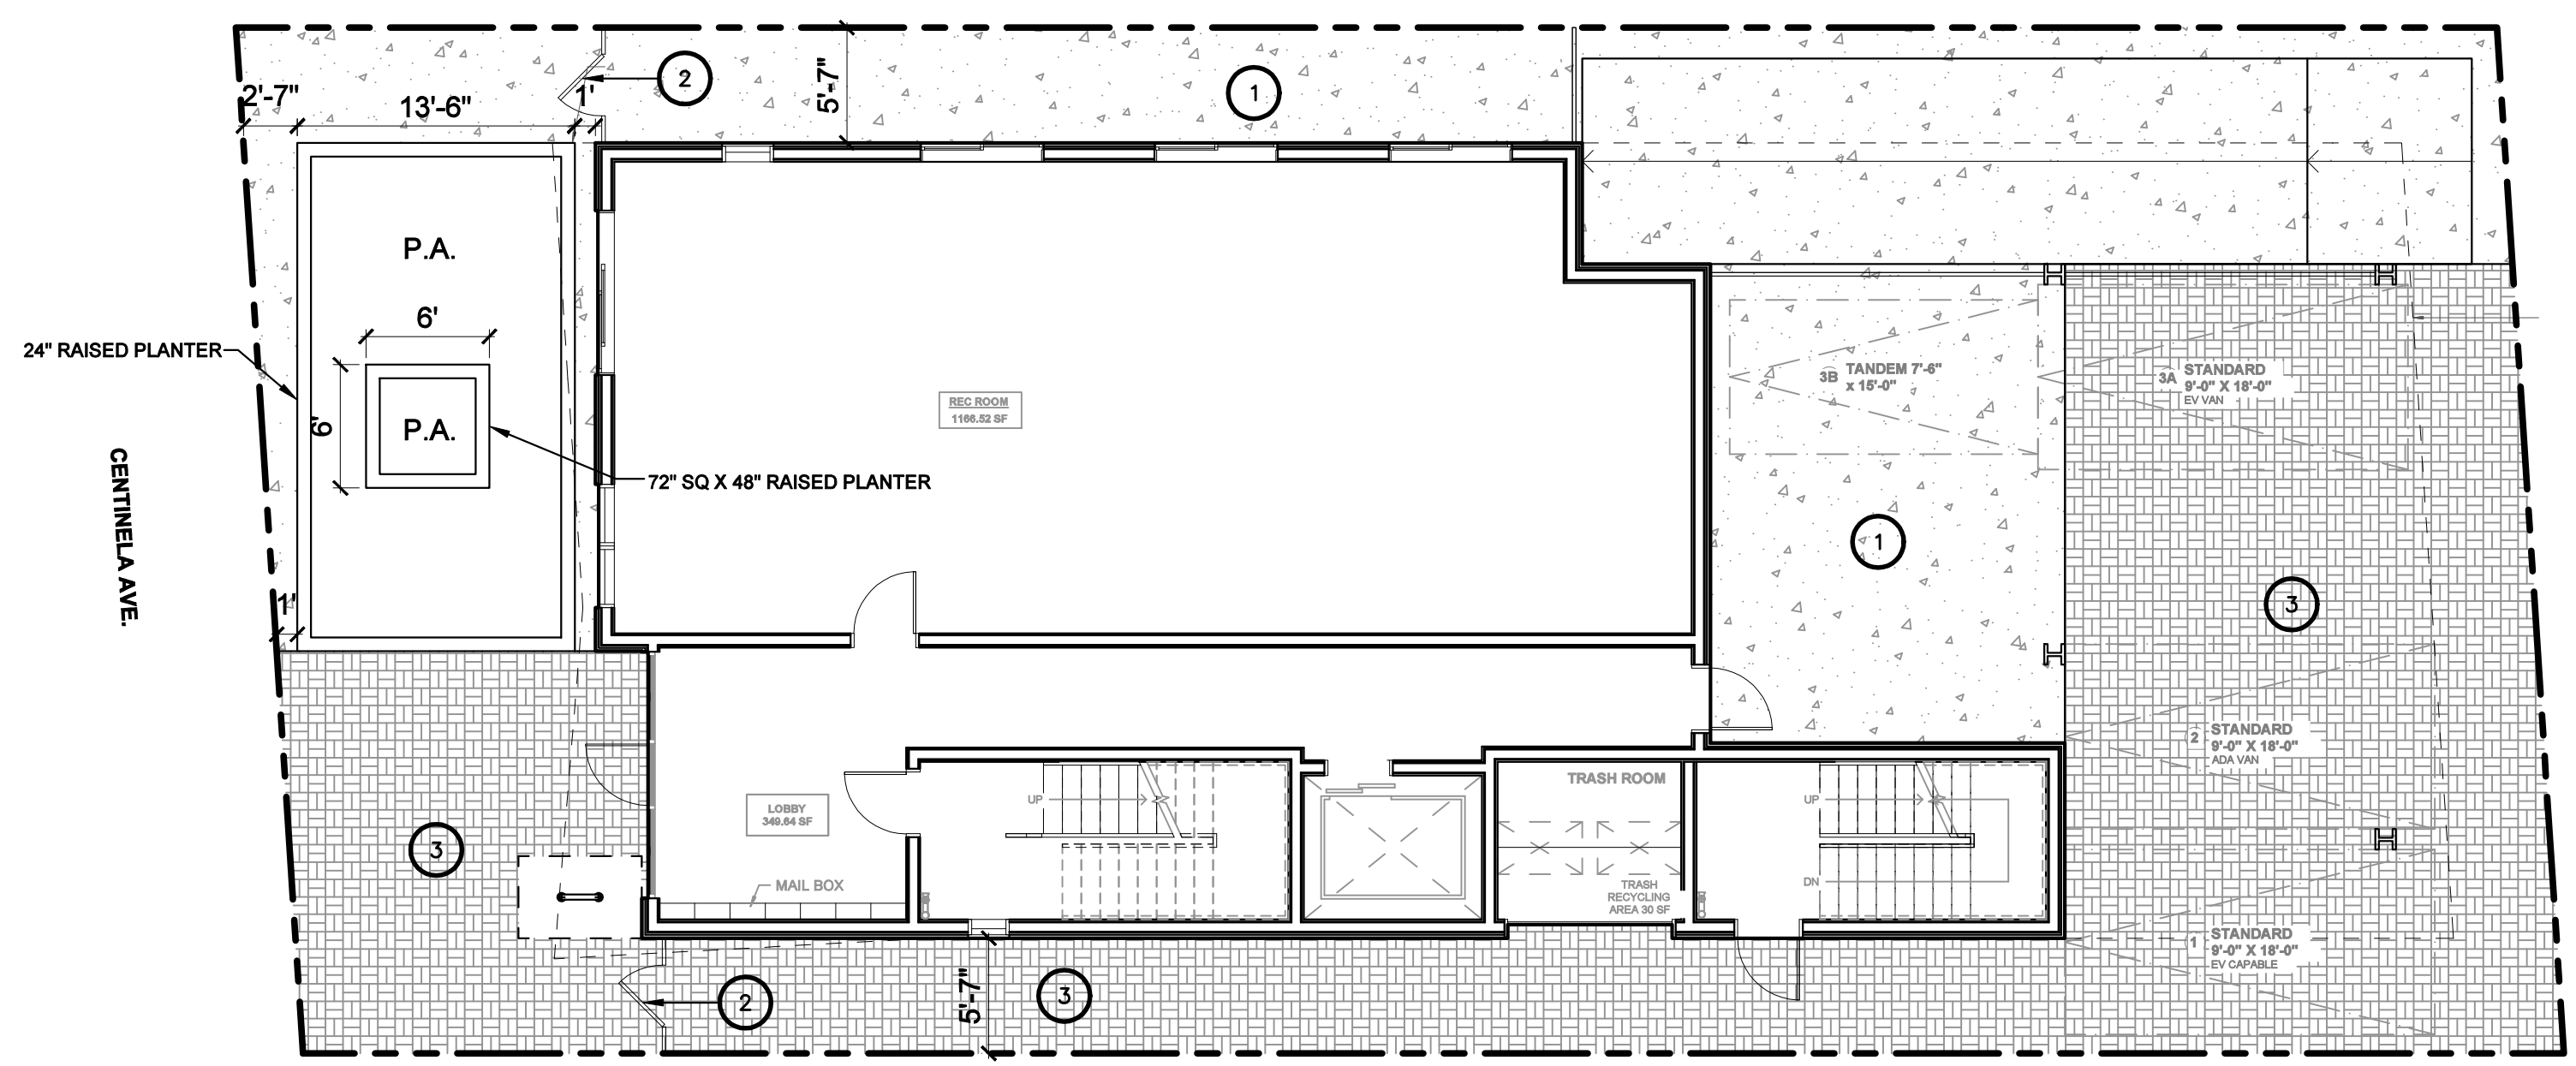 2
1
5'-7"
2'-7"
13'-6"
1'
P.A.
6'
24" RAISED PLANTER
6'
P.A.
72" SQ X 48" RAISED PLANTER
CENTINELA AVE.
1'
REC ROOM
1166.52 SF
3B TANDEM 7'-6"
x 15'-0"
3A STANDARD
9'-0" X 18'-0"
EV VAN
1
3
2 STANDARD
9'-0" X 18'-0"
ADA VAN
TRASH ROOM
UP
UP
LOBBY
349.64 SF
3
MAIL BOX
TRASH
RECYCLING
AREA 30 SF
DN
1 STANDARD
9'-0" X 18'-0"
EV CAPABLE
2
5'-7"
3